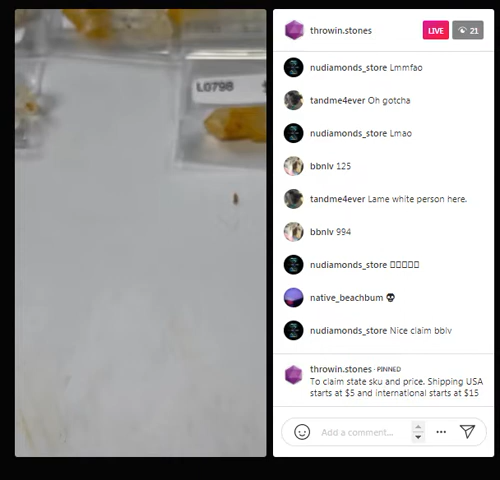 L0798
throwin.stones
LIVE
21
nudiamonds_store Lmmfao
tandme4ever Oh gotcha
nudiamonds_store Lmao
bbnlv 125
tandme4ever Lame white person here.
bbnlv 994
nudiamonds_store
native_beachbum 💀
nudiamonds_store Nice claim bblv
throwin.stones · PINNED
To claim state sku and price. Shipping USA
starts at $5 and international starts at $15
Add a comment...